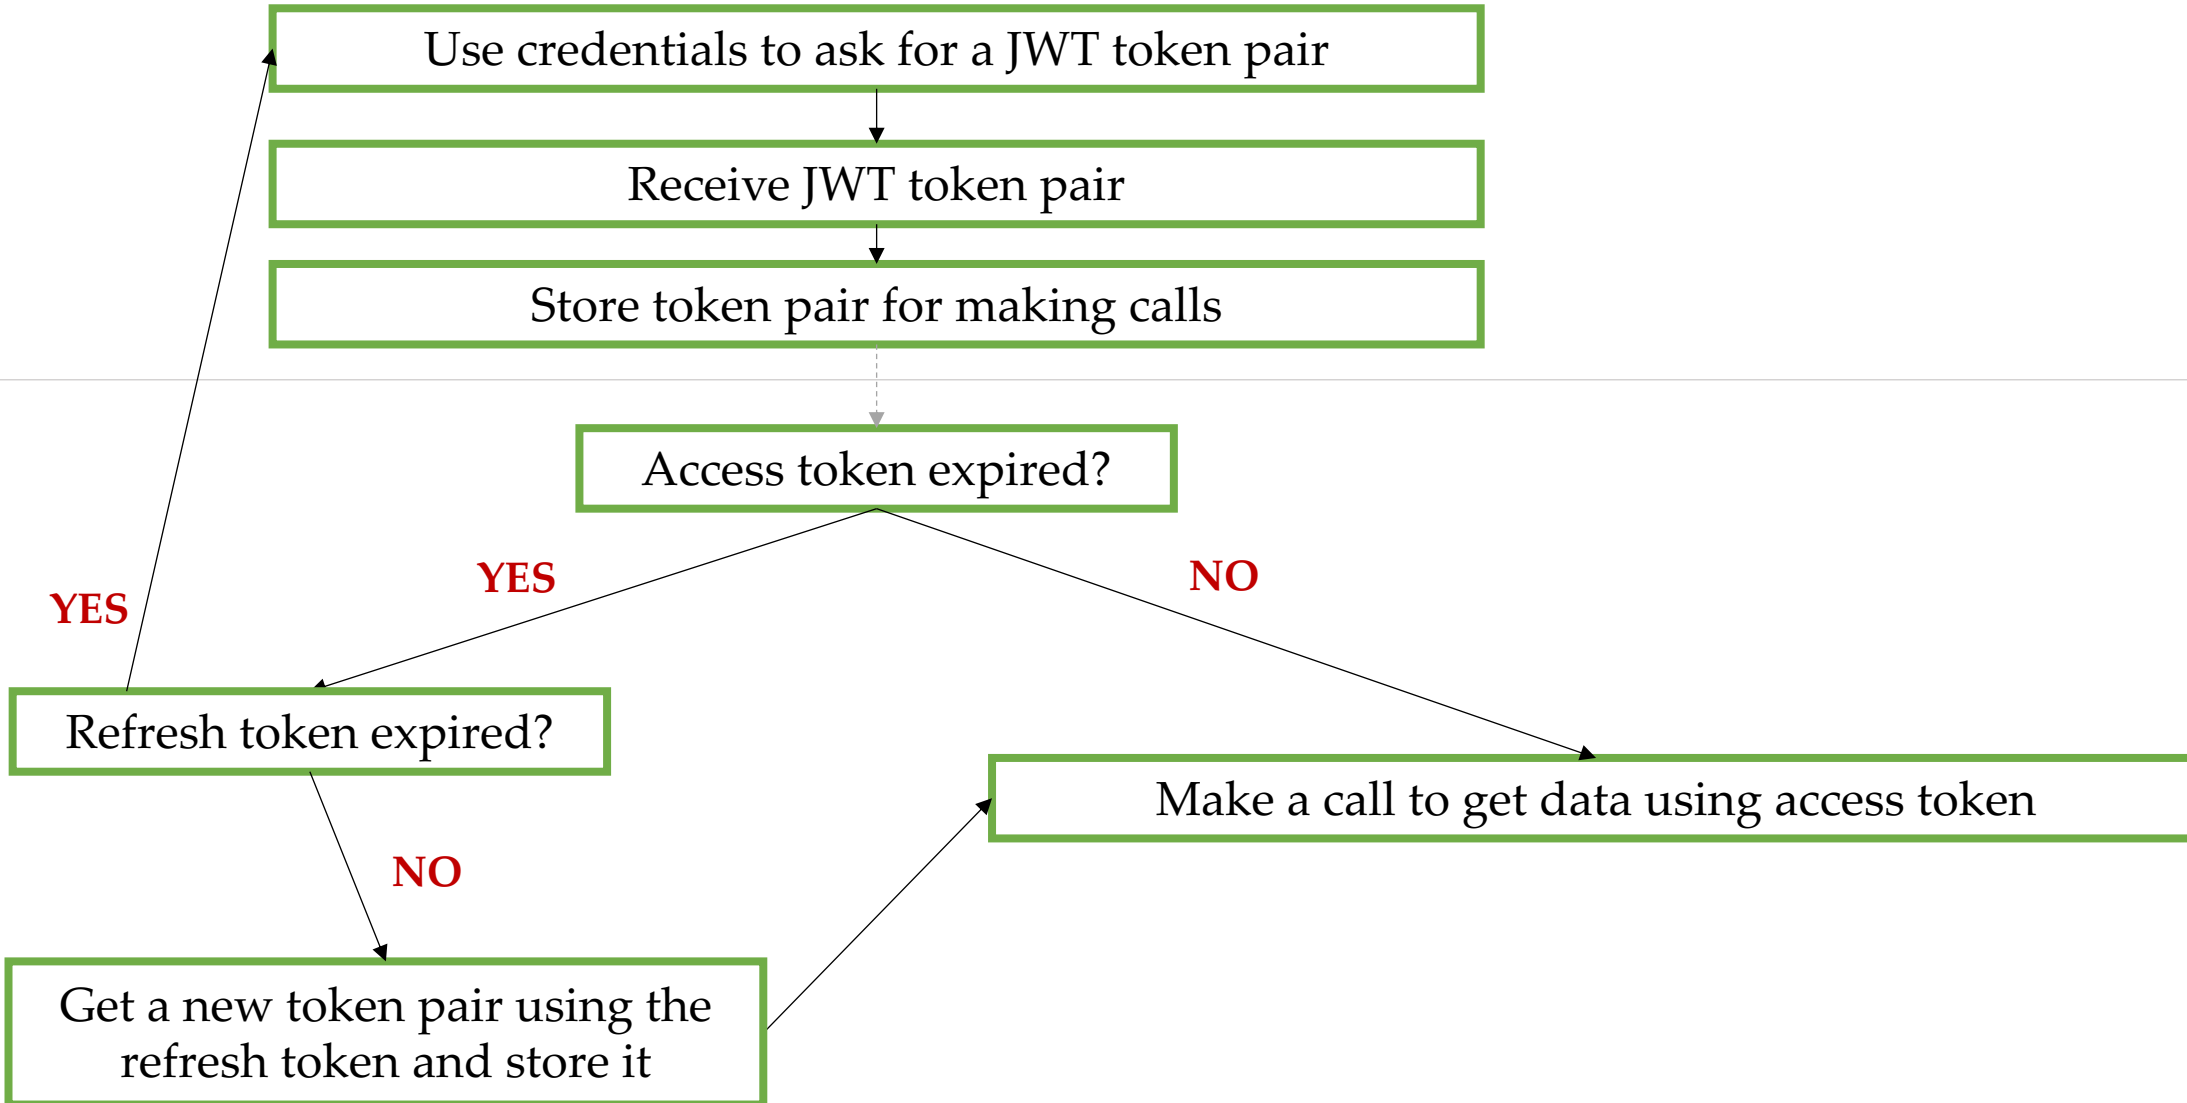 Use credentials to ask for a JWT token pair
Receive JWT token pair
Store token pair for making calls
Access token expired?
YES
NO
YES
Refresh token expired?
Make a call to get data using access token
NO
Get a new token pair using the
refresh token and store it